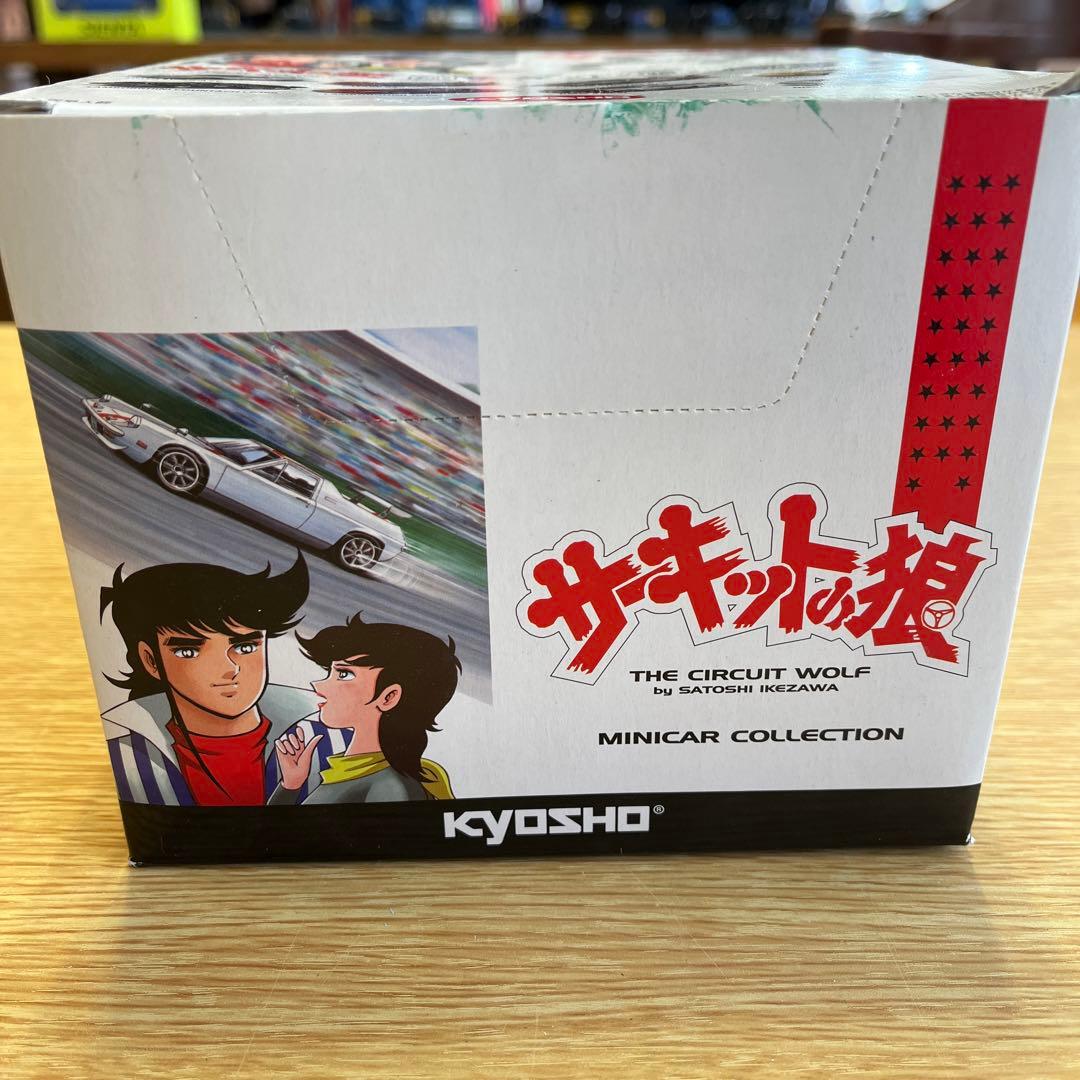 サーキットの狼
THE CIRCUIT WOLF
by SATOSHI IKEZAWA
MINICAR COLLECTION
KYOSHO®